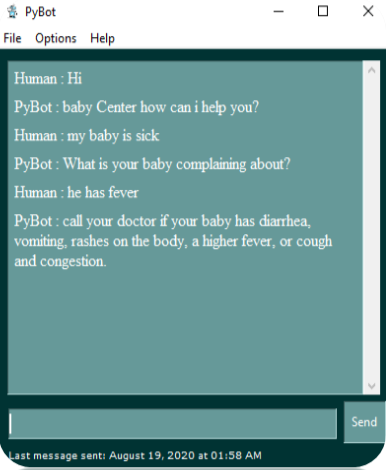 PyBot
File Options Help
Human : Hi
PyBot : baby Center how can i help you?
Human : my baby is sick
PyBot : What is your baby complaining about?
Human : he has fever
PyBot : call your doctor if your baby has diarrhea,
vomiting, rashes on the body, a higher fever, or cough
and congestion.
Send
Last message sent: August 19, 2020 at 01:58 AM